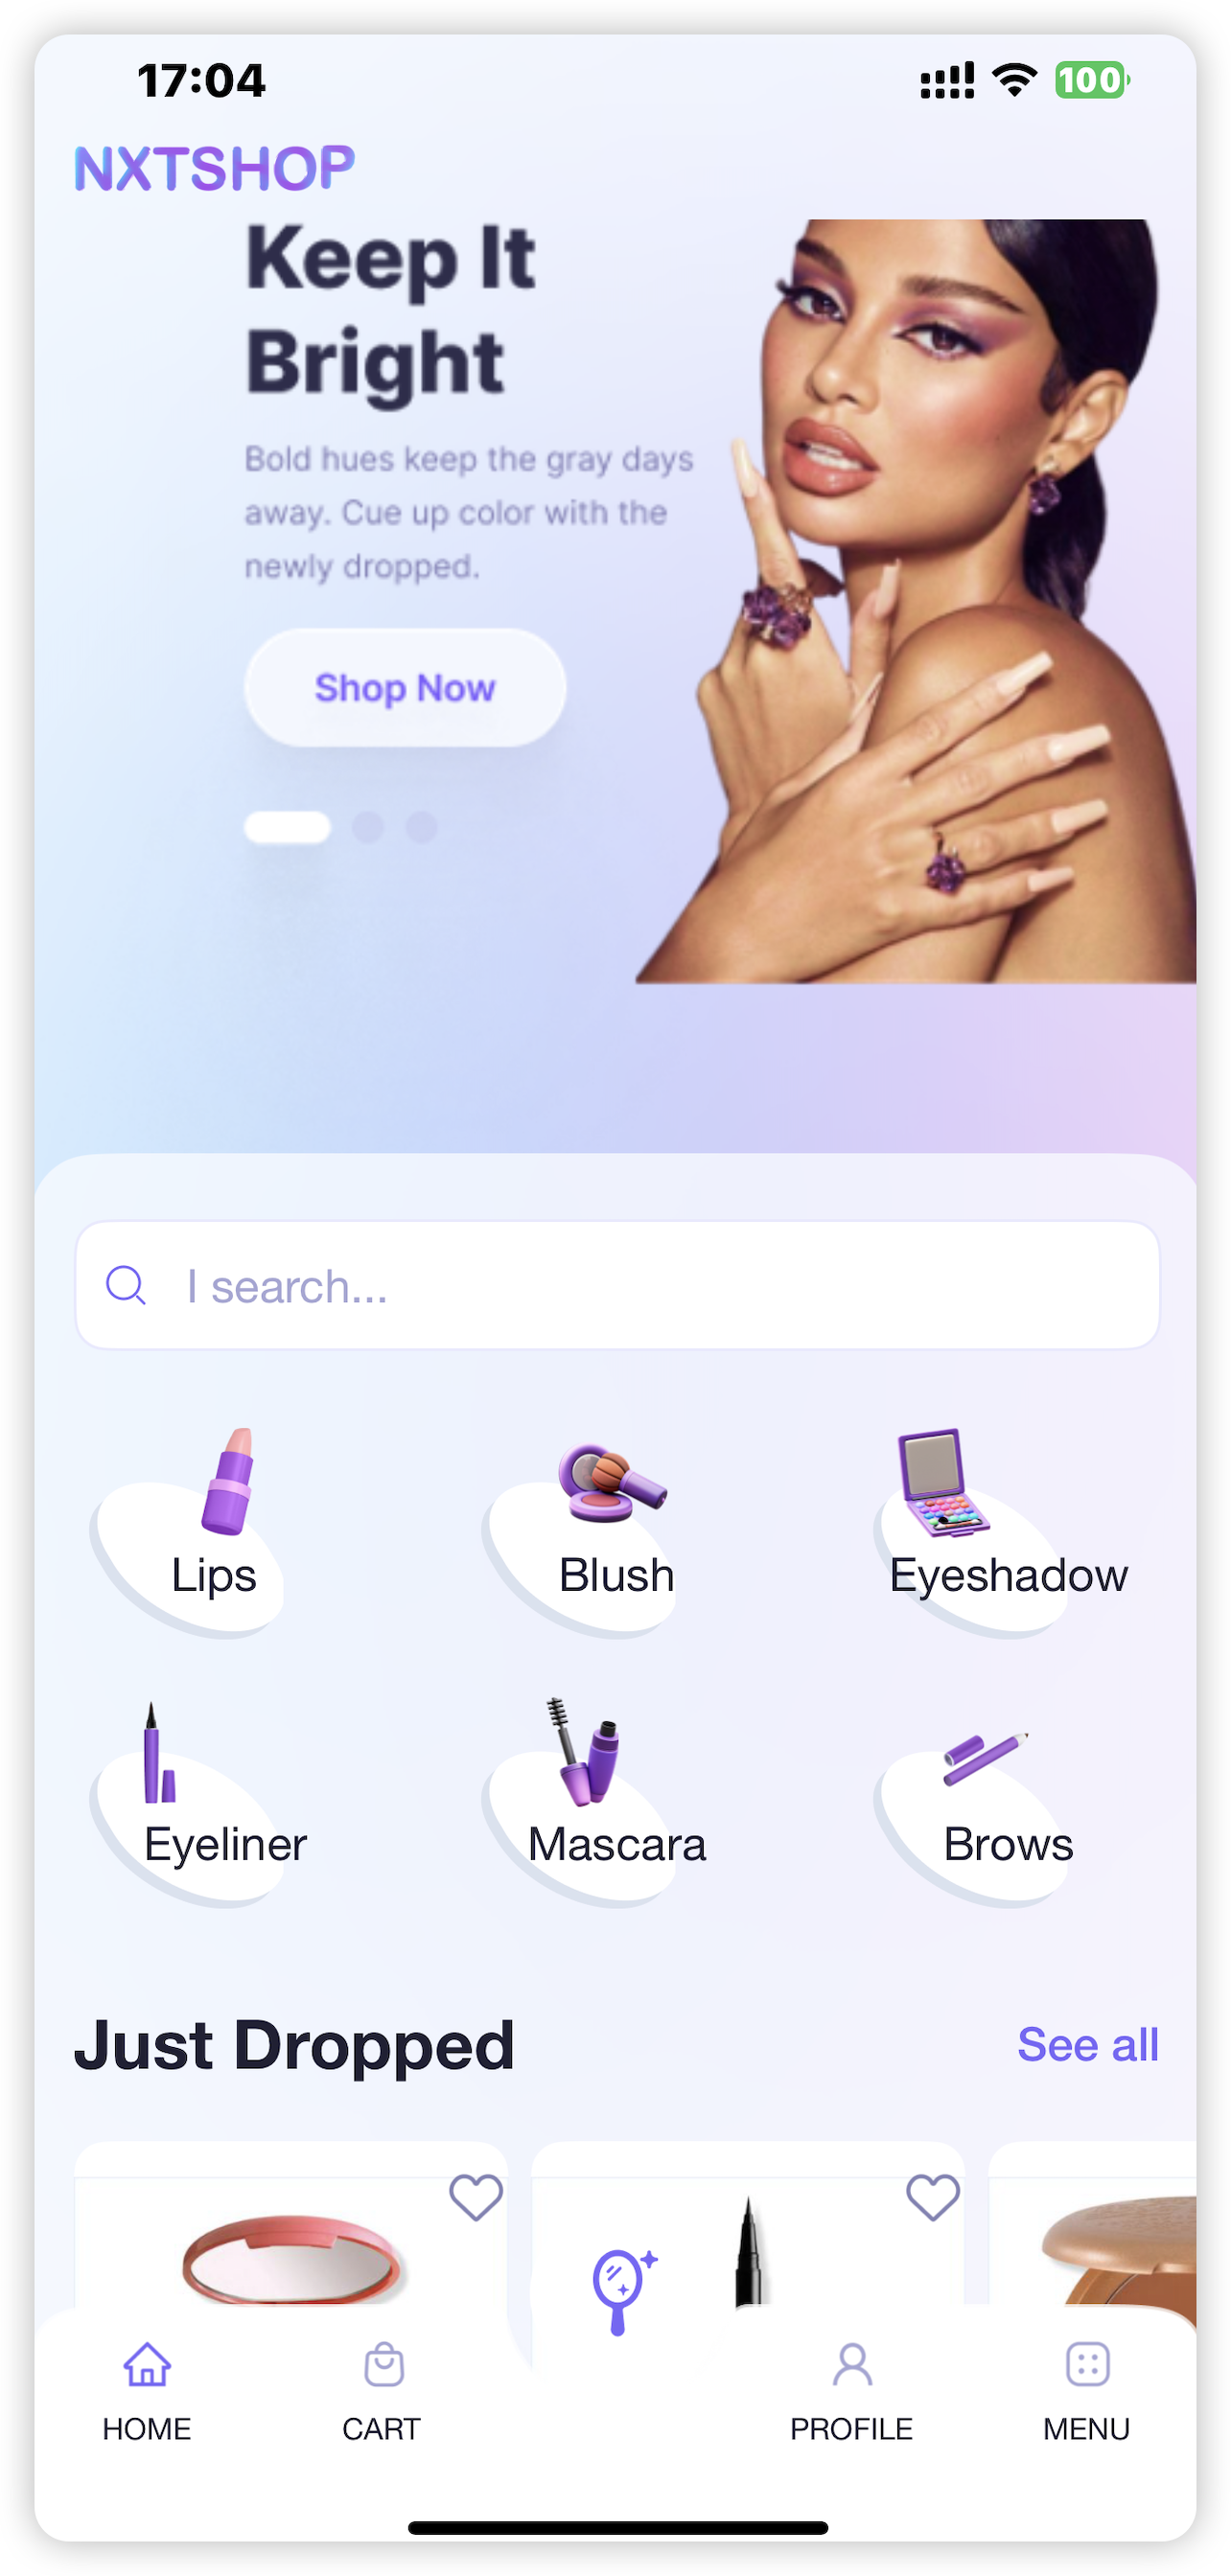 17:04
100
NXTSHOP
Keep It
Bright
Bold hues keep the gray days
away. Cue up color with the
newly dropped.
Shop Now
I search...
Lips
Blush
Eyeshadow
Eyeliner
Mascara
Brows
Just Dropped
See all
HOME
CART
PROFILE
MENU